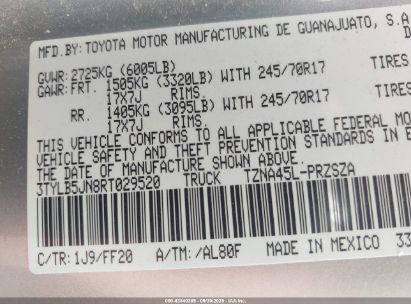 MFD.BY: TOYOTA MOTOR MANUFACTURING DE GUANAJUATO, S.A
GVWR: 2725KG (6005LB)
GAWR: FRT. 1505KG (3320LB) WITH 245/70R17 TIRES
17X7J RIMS.
RR. 1405KG (3095LB) WITH 245/70R17 TIRES
17X7J RIMS.
THIS VEHICLE CONFORMS TO ALL APPLICABLE FEDERAL MO
VEHICLE SAFETY STANDARDS IN EFFECT ON
THE DATE OF MANUFACTURE SHOWN ABOVE.
3TYLB5JN8RT029520 TRUCK TZNA45L-PRZSZA
C/TR: 1J9/FF20 A/TM: /AL80F MADE IN MEXICO 33